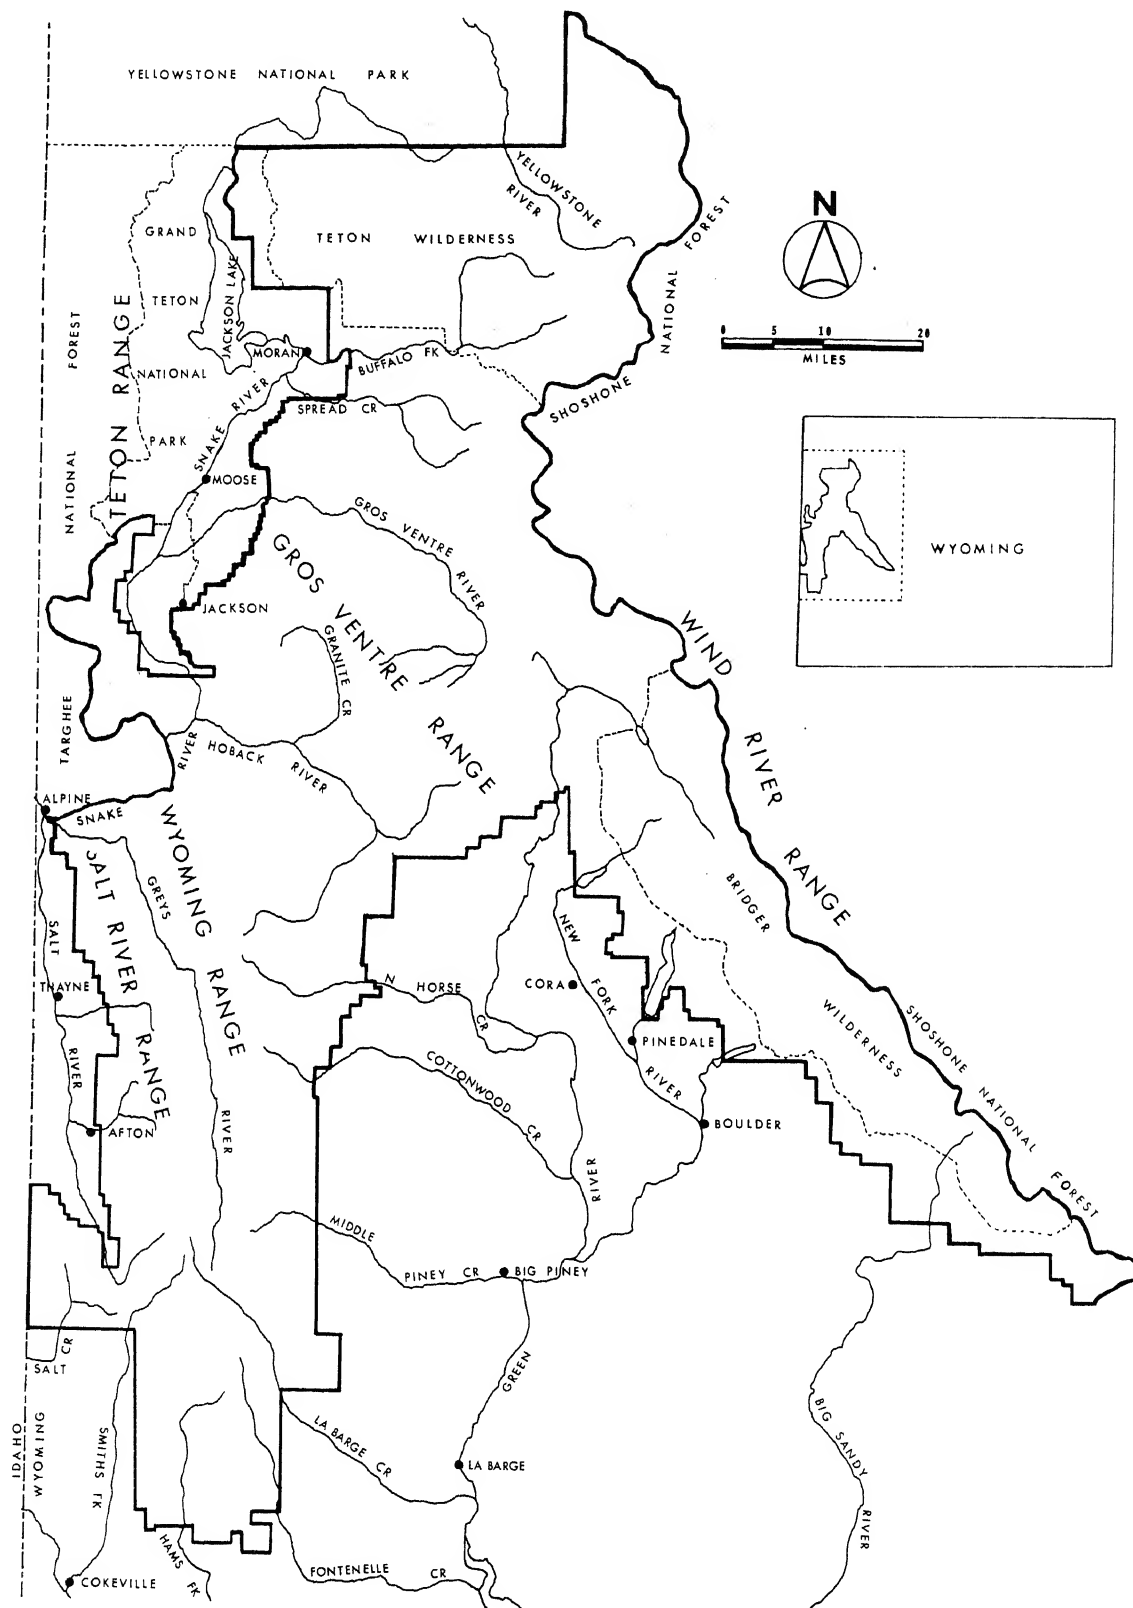 YELLOWSTONE NATIONAL PARK
YELLOWSTONE
RIVER
N
0 5 10 20
MILES
GRAND
TETON
NATIONAL
PARK
TETON WILDERNESS
JACKSON LAKE
SHOSHONE
NATIONAL
FOREST
TETON RANGE
TARGHEE
NATIONAL
FOREST
MORAN
BUFFALO FK
SPREAD CR
SNAKE RIVER
MOOSE
WYOMING
GROS VENTRE
RIVER
GROS VENTRE
RANGE
JACKSON
GRANITE CR
WIND
RIVER
RANGE
HOBACK
RIVER
RIVER
ALPINE
SNAKE
WYOMING
RANGE
SALT RIVER
RANGE
GREYS
RIVER
SALT
RIVER
BRIDGER
WILDERNESS
NEW
FORK
RIVER
THAYNE
N HORSE
CR
CORA
SHOSHONE NATIONAL
FOREST
PINEDALE
COTTONWOOD
CR
BOULDER
AFTON
RIVER
MIDDLE
PINEY CR
BIG PINEY
SALT
CR
GREEN
IDAHO
WYOMING
SMITHS FK
LA BARGE CR
LA BARGE
BIG SANDY
RIVER
HAMS
FK
FONTENELLE CR
COKEVILLE